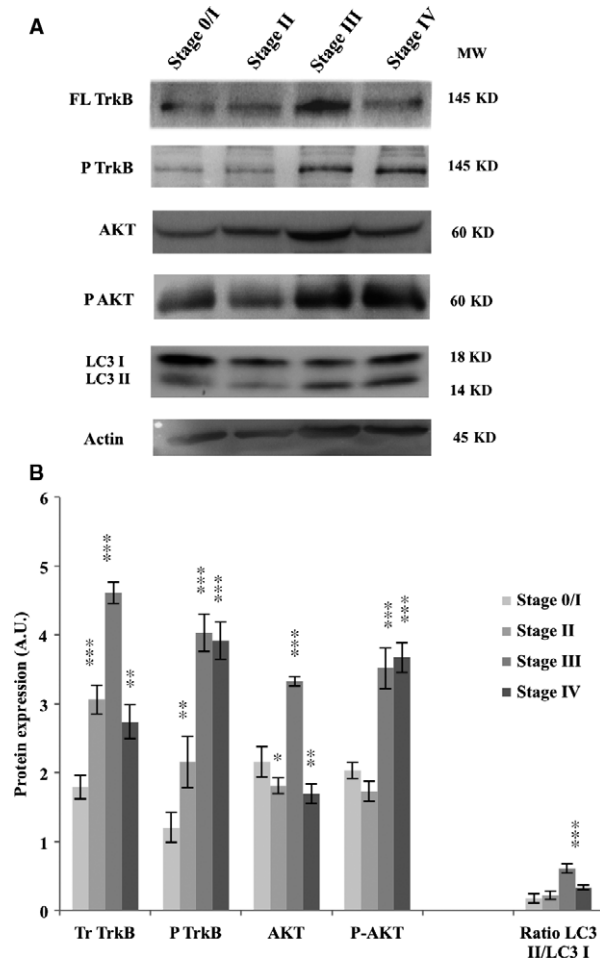 A
Stage 0/I Stage II Stage III Stage IV MW
FL TrkB 145 KD
P TrkB 145 KD
AKT 60 KD
P AKT 60 KD
LC3 I 18 KD
LC3 II 14 KD
Actin 45 KD
B
Protein expression (A.U.)
6
5
4
3
2
1
0
*** *** **
** *** ***
* *** **
*** ***
***
Stage 0/I
Stage II
Stage III
Stage IV
Tr TrkB P TrkB AKT P-AKT Ratio LC3
II/LC3 I